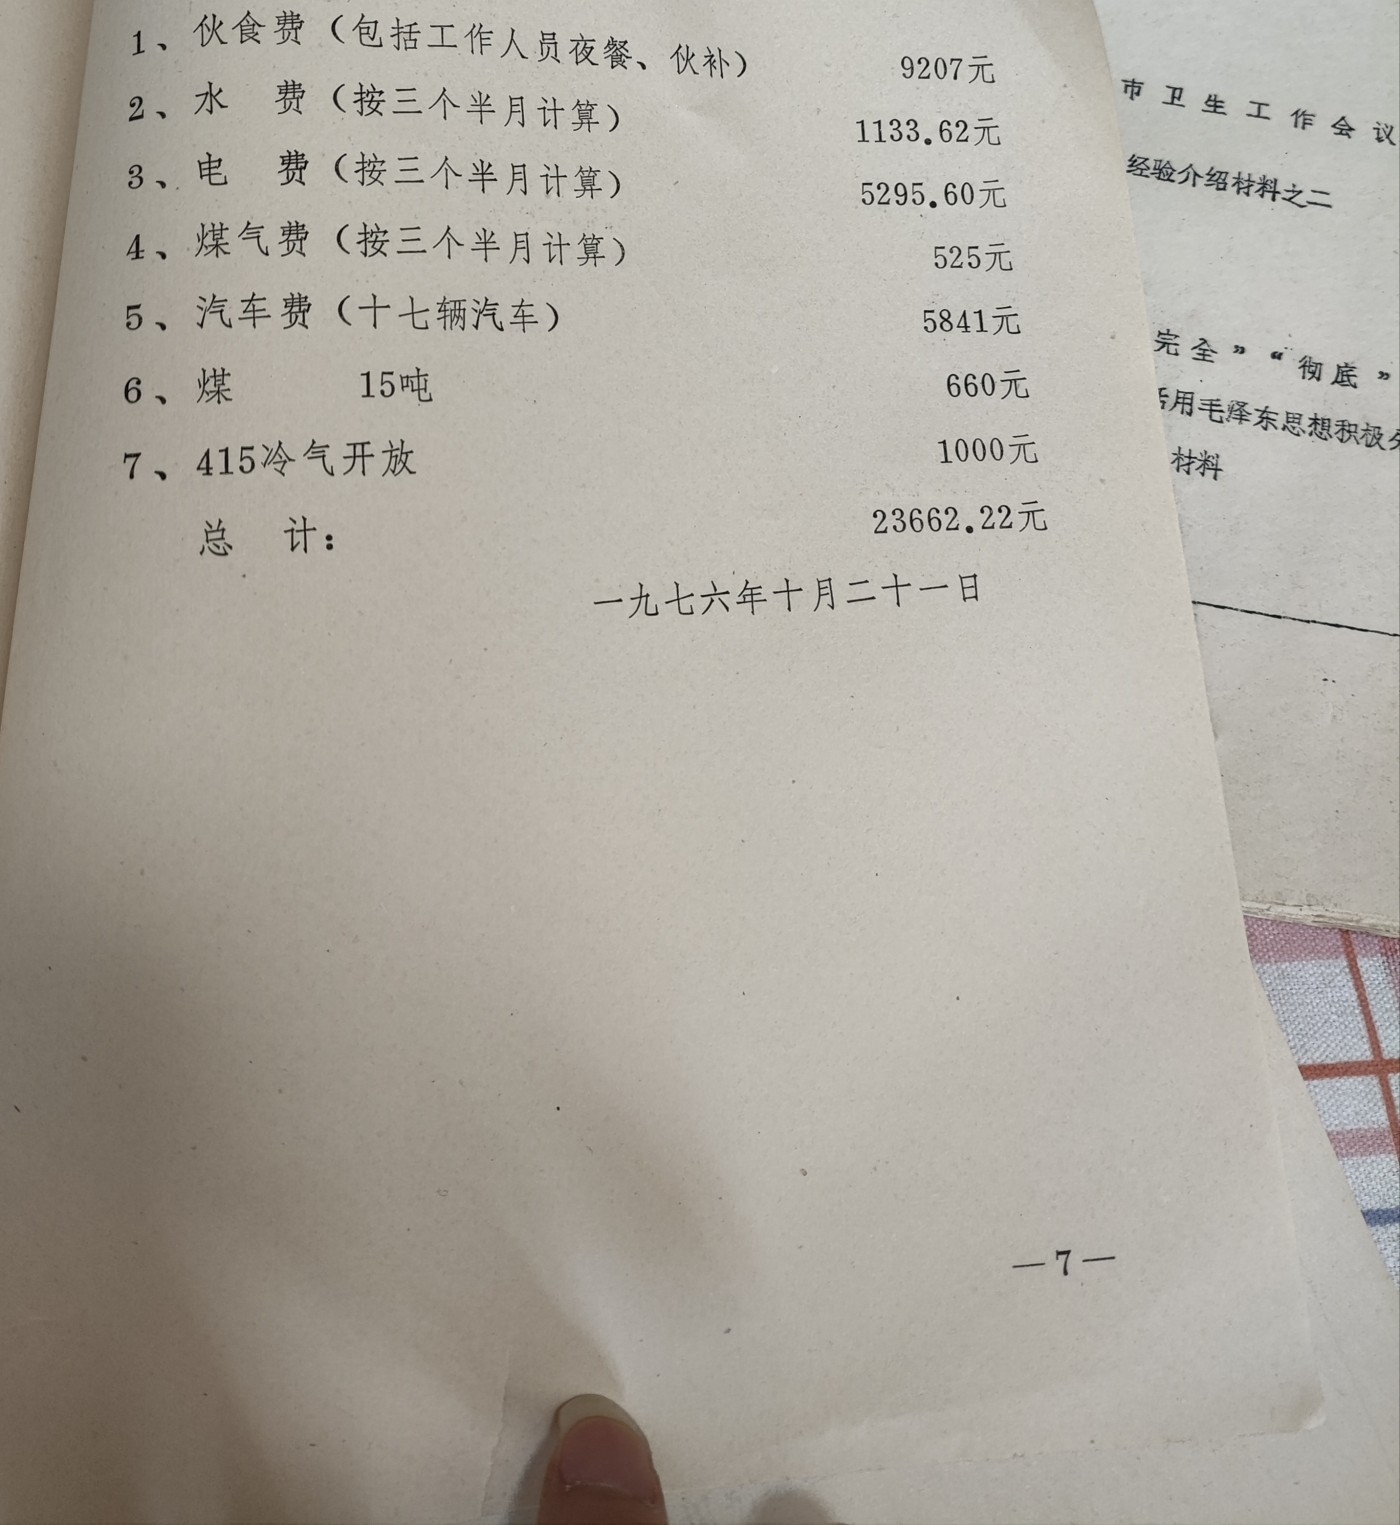 1、伙食费（包括工作人员夜餐、伙补） 9207元
2、水 费（按三个半月计算） 1133.62元
3、电 费（按三个半月计算） 5295.60元
4、煤气费（按三个半月计算） 525元
5、汽车费（十七辆汽车） 5841元
6、煤 15吨 660元
7、415冷气开放 1000元
总 计： 23662.22元
一九七六年十月二十一日
—7—
市卫生工作会议
经验介绍材料之二
完全”“彻底”
活用毛泽东思想积极分
材料